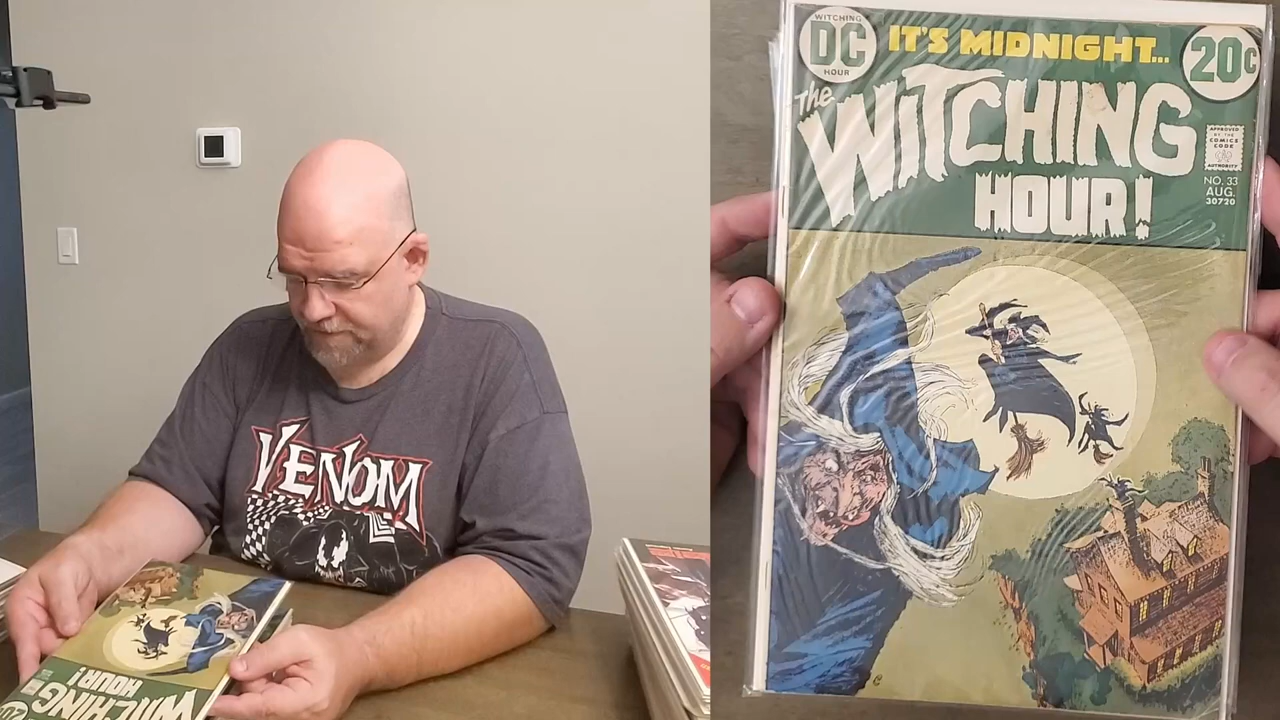 VENOM
WITCHING
HOUR!
20¢
WITCHING
DC
HOUR
IT'S MIDNIGHT...
20¢
The
WITCHING
HOUR!
APPROVED
BY THE
COMICS
CODE
AUTHORITY
NO. 33
AUG.
30720